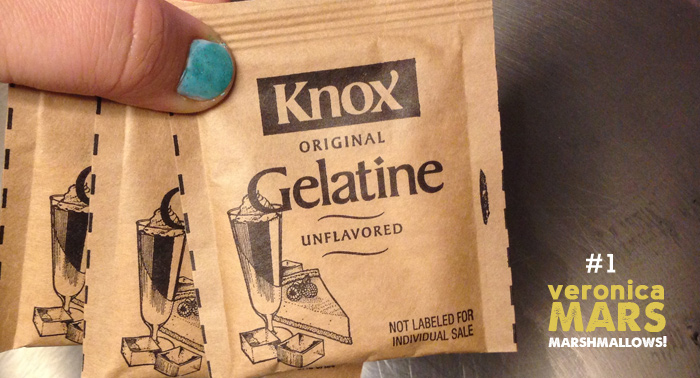 Knox
ORIGINAL
Gelatine
UNFLAVORED
NOT LABELED FOR
INDIVIDUAL SALE
#1
veronica
MARS
MARSHMALLOWS!